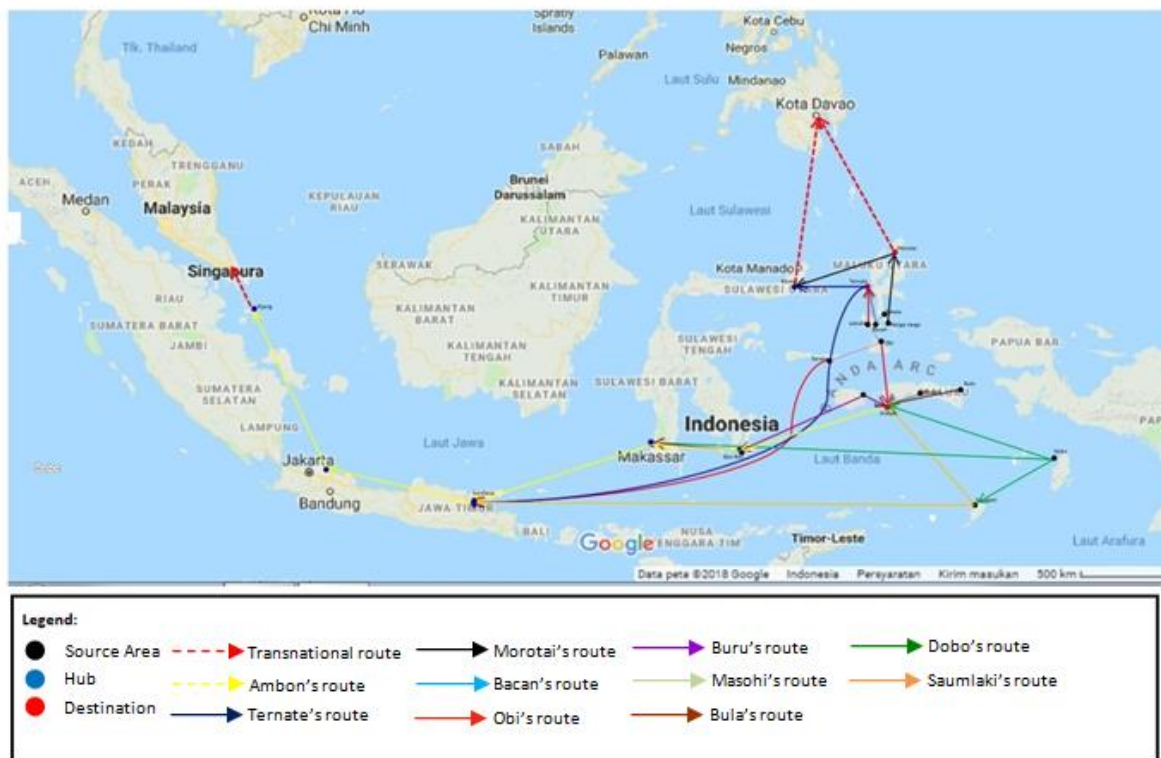 Kota Ho
Chi Minh
Spratly
Islands
Kota Cebu
Negros
Palawan
Tlk. Thailand
Laut Sulu
Mindanao
Kota Davao
KEDAH
TRENGGANU
PERAK
ACEH
Medan
Malaysia
SABAH
Brunei
Darussalam
KEPULAUAN
RIAU
KALIMANTAN
UTARA
Laut Sulawesi
Singapura
SERAWAK
Kota Manado
MALUKU UTARA
SULAWESI UTARA
RIAU
KALIMANTAN
BARAT
KALIMANTAN
TIMUR
SUMATERA BARAT
JAMBI
KALIMANTAN
TENGAH
SULAWESI
TENGAH
PAPUA BAR
SUMATERA
SELATAN
KALIMANTAN
SELATAN
SULAWESI BARAT
BANDA ARC
MALUKU
LAMPUNG
Indonesia
Laut Jawa
Makassar
Laut Banda
Jakarta
Bandung
JAWA TIMUR
BALI
Google
NUSA
TENGGARA TIM
Timor-Leste
Laut Arafura
Data peta ©2018 Google Indonesia Persyaratan Kirim masukan 500 km
Legend:
Source Area Transnational route Morotai's route Buru's route Dobo's route
Hub Ambon's route Bacan's route Masohi's route Saumlaki's route
Destination Ternate's route Obi's route Bula's route